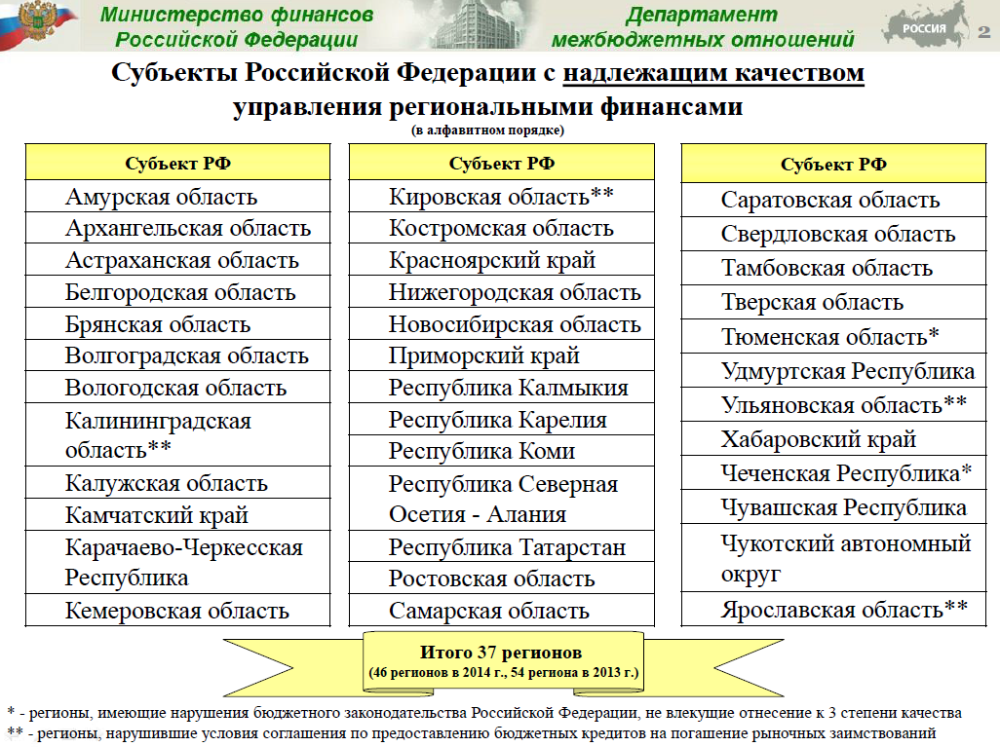 Министерство финансов
Российской Федерации
Департамент
межбюджетных отношений
РОССИЯ
2
Субъекты Российской Федерации с надлежащим качеством
управления региональными финансами
(в алфавитном порядке)
Субъект РФ
Амурская область
Архангельская область
Астраханская область
Белгородская область
Брянская область
Волгоградская область
Вологодская область
Калининградская
область**
Калужская область
Камчатский край
Карачаево-Черкесская
Республика
Кемеровская область
Субъект РФ
Кировская область**
Костромская область
Красноярский край
Нижегородская область
Новосибирская область
Приморский край
Республика Калмыкия
Республика Карелия
Республика Коми
Республика Северная
Осетия - Алания
Республика Татарстан
Ростовская область
Самарская область
Субъект РФ
Саратовская область
Свердловская область
Тамбовская область
Тверская область
Тюменская область*
Удмуртская Республика
Ульяновская область**
Хабаровский край
Чеченская Республика*
Чувашская Республика
Чукотский автономный
округ
Ярославская область**
Итого 37 регионов
(46 регионов в 2014 г., 54 региона в 2013 г.)
* - регионы, имеющие нарушения бюджетного законодательства Российской Федерации, не влекущие отнесение к 3 степени качества
** - регионы, нарушившие условия соглашения по предоставлению бюджетных кредитов на погашение рыночных заимствований